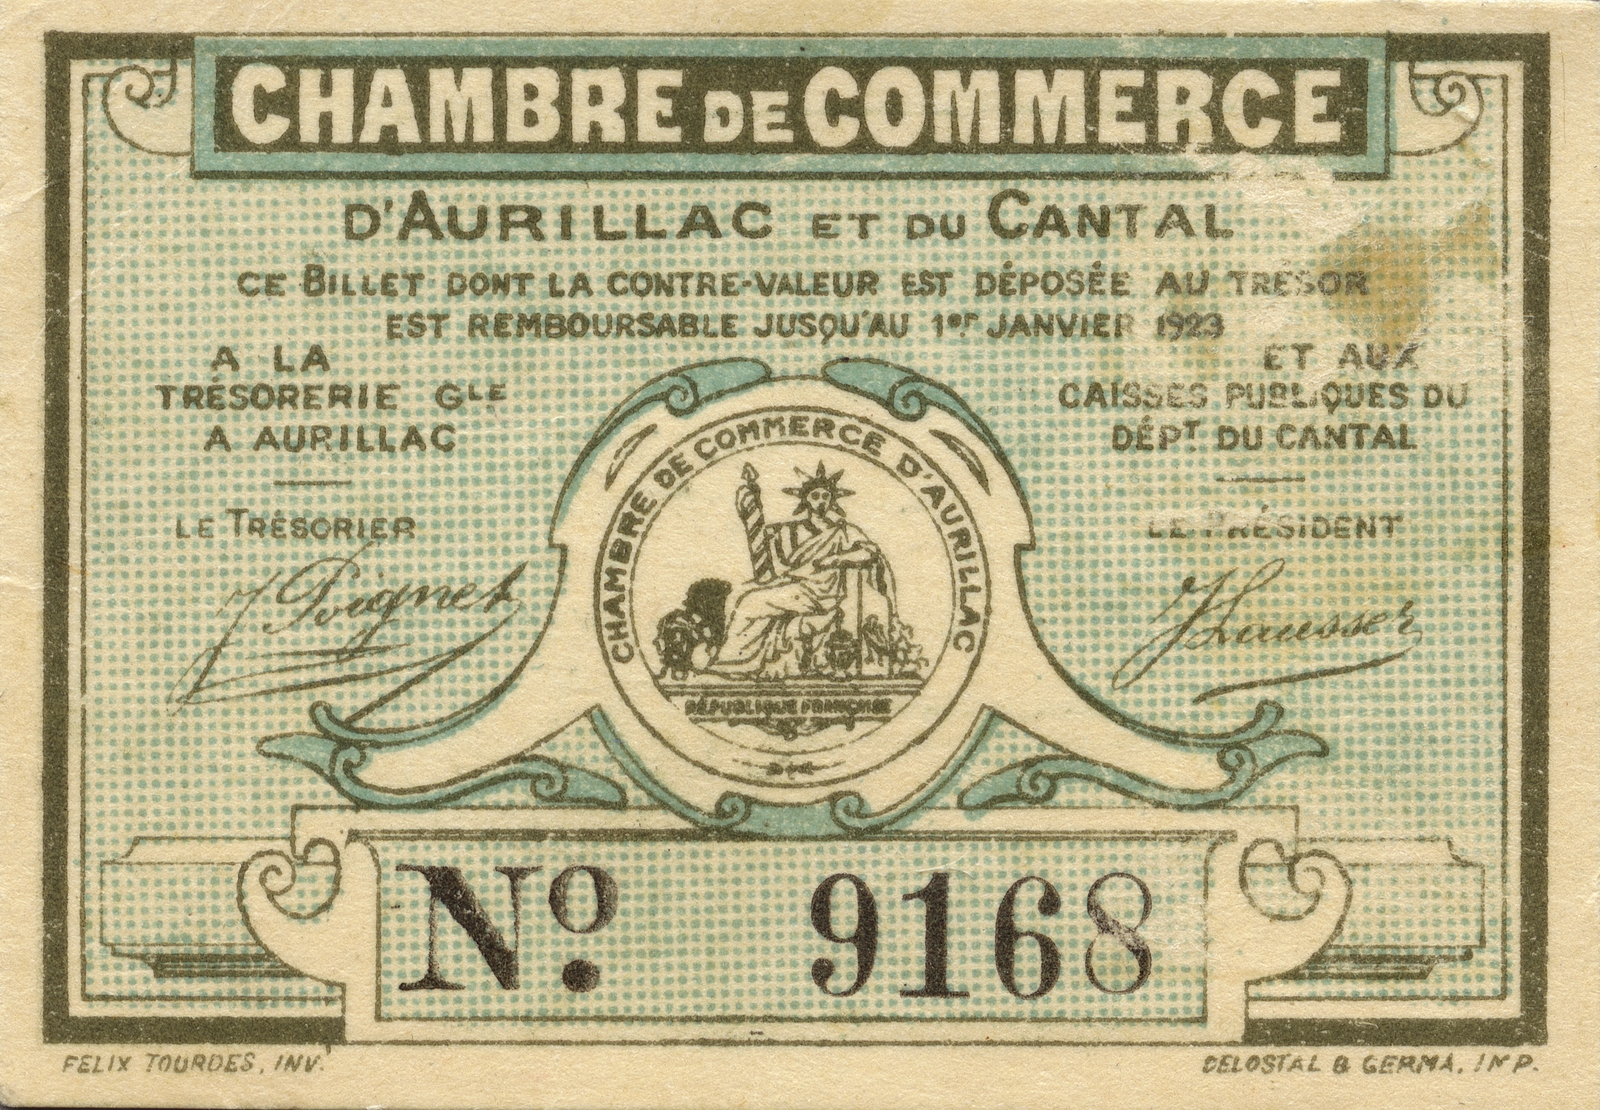 CHAMBRE DE COMMERCE
D'AURILLAC ET DU CANTAL
CE BILLET DONT LA CONTRE-VALEUR EST DÉPOSÉE AU TRÉSOR
EST REMBOURSABLE JUSQU'AU 1er JANVIER 1923
A LA
TRÉSORERIE GLE
A AURILLAC
ET AUX
CAISSES PUBLIQUES DU
DÉPT DU CANTAL
LE TRÉSORIER
Poignet
LE PRÉSIDENT
CHAMBRE DE COMMERCE D'AURILLAC
RÉPUBLIQUE FRANÇAISE
No. 9168
FELIX TOURDES, INV.
DELOSTAL & GERMA. IMP.